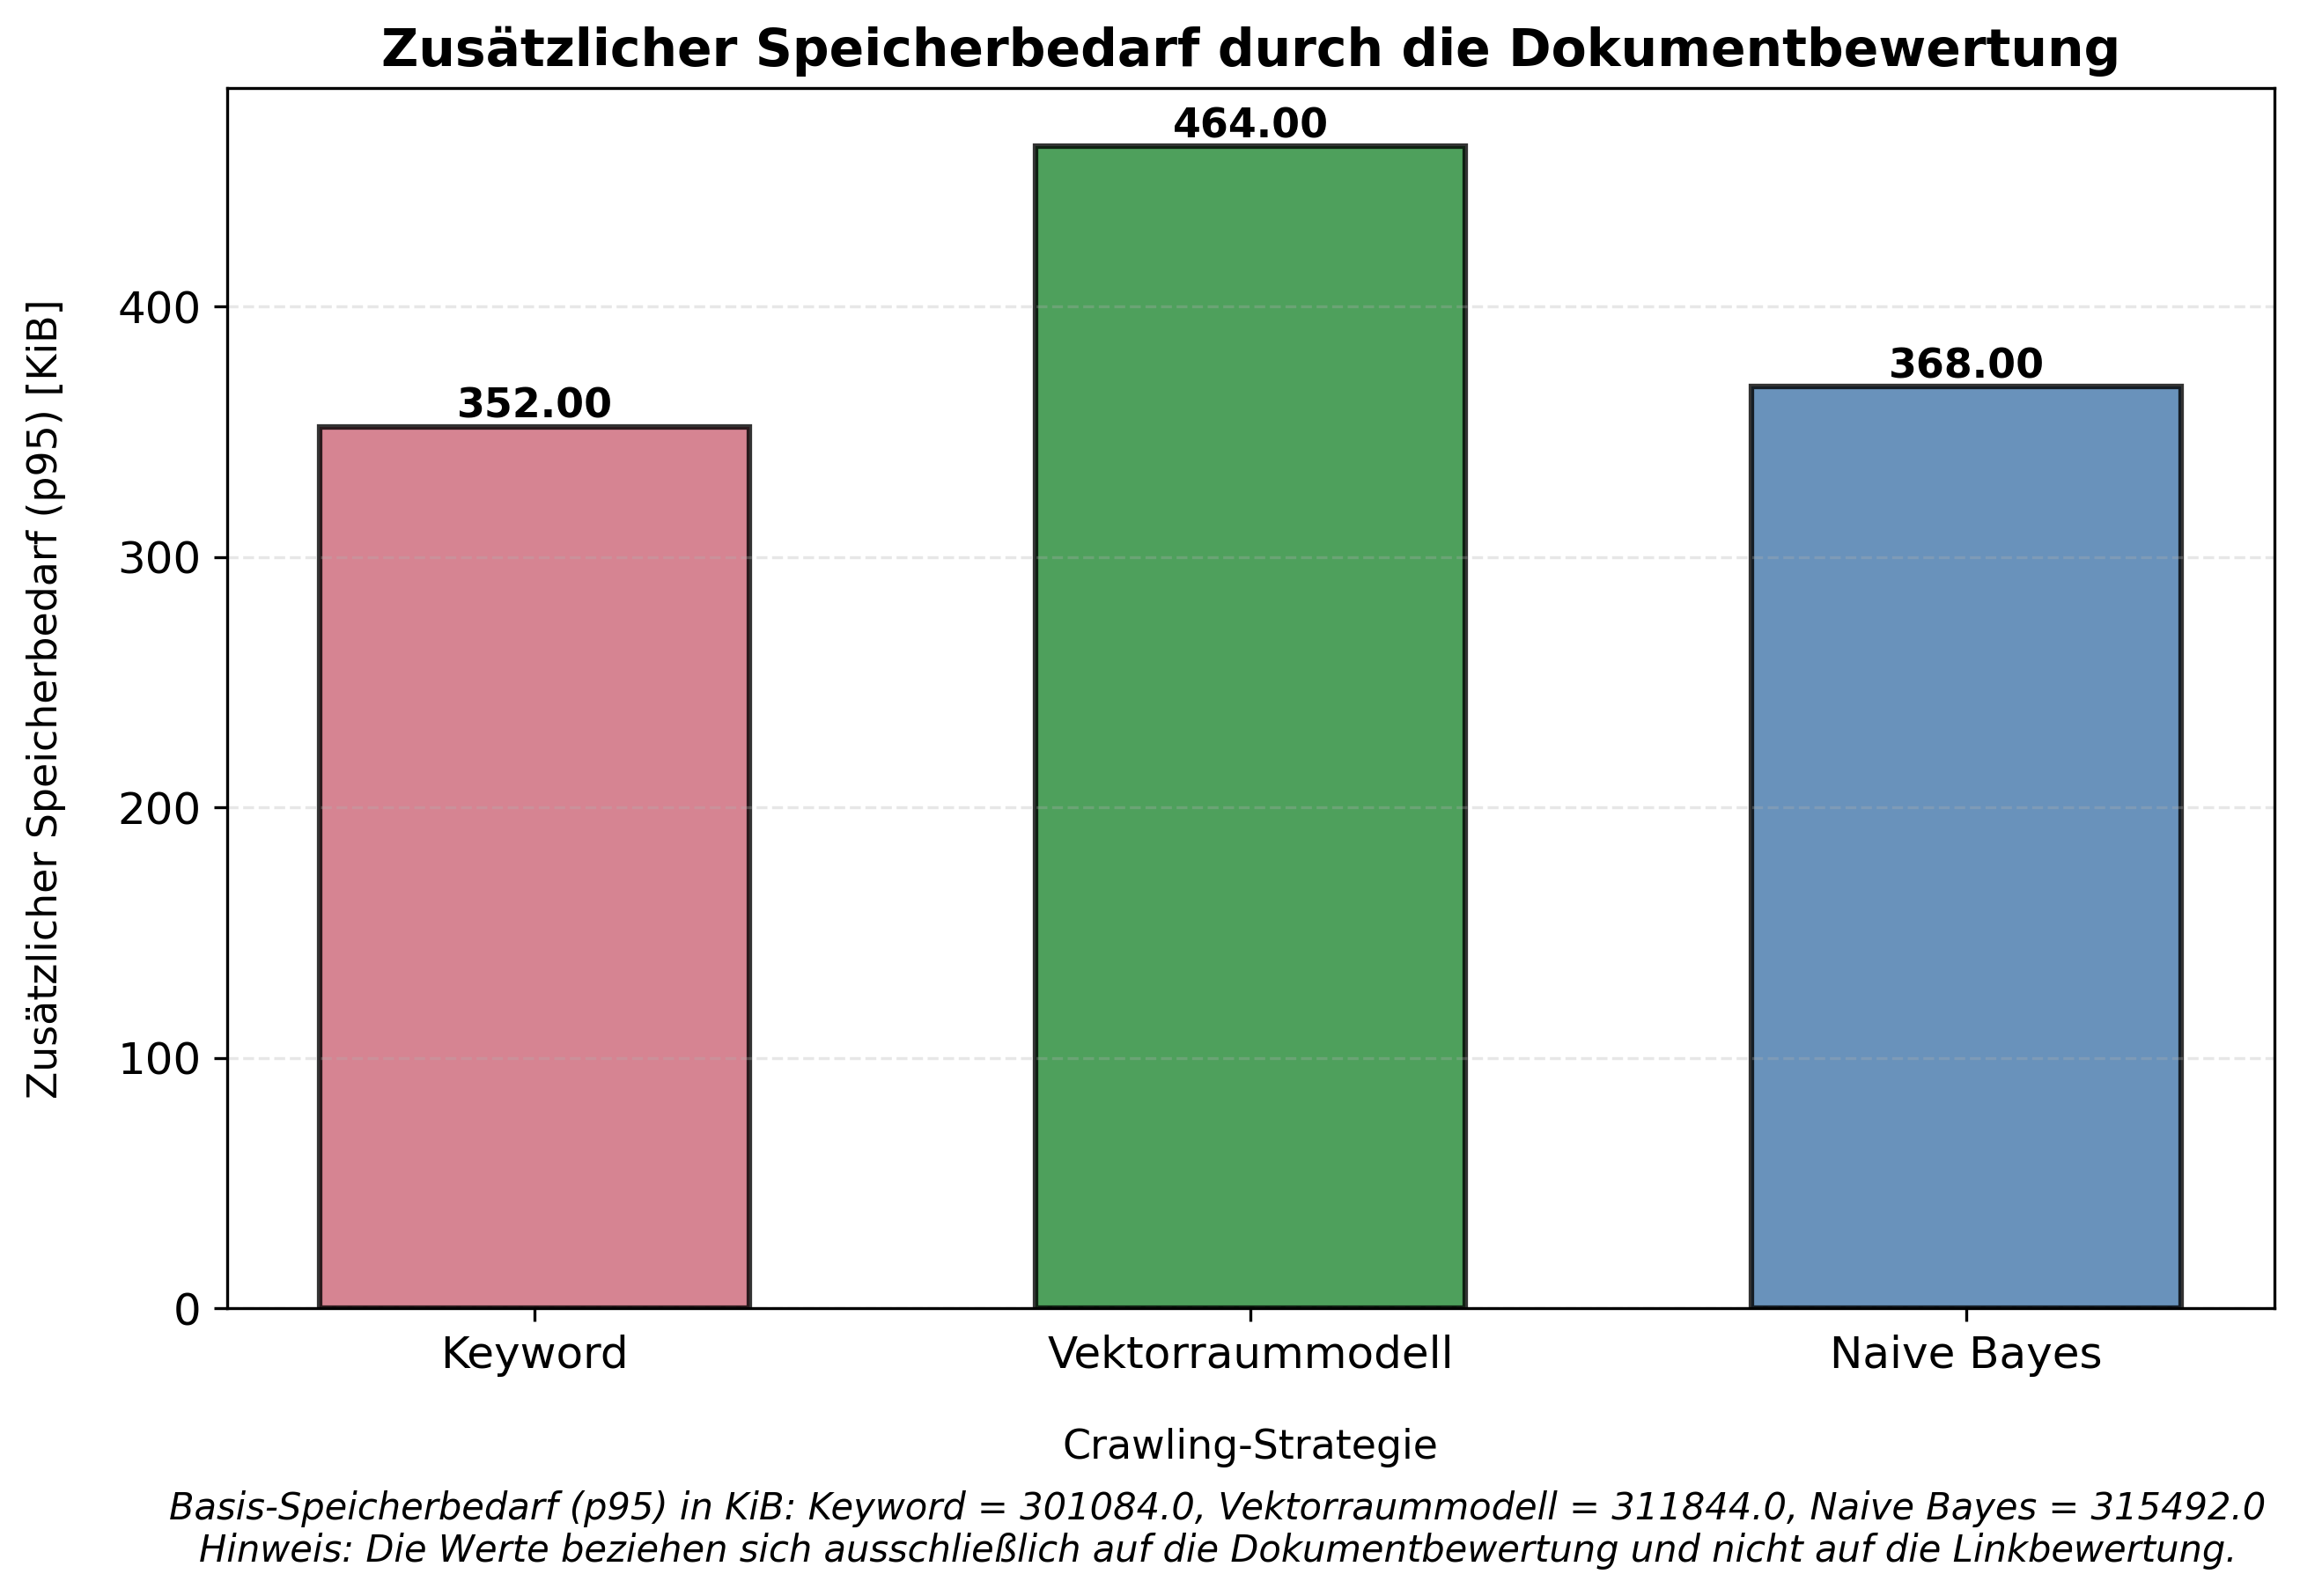 Zusätzlicher Speicherbedarf durch die Dokumentbewertung
Zusätzlicher Speicherbedarf (p95) [KiB]
400
300
200
100
0
352.00
464.00
368.00
Keyword
Vektorraummodell
Naive Bayes
Crawling-Strategie
Basis-Speicherbedarf (p95) in KiB: Keyword = 301084.0, Vektorraummodell = 311844.0, Naive Bayes = 315492.0
Hinweis: Die Werte beziehen sich ausschließlich auf die Dokumentbewertung und nicht auf die Linkbewertung.